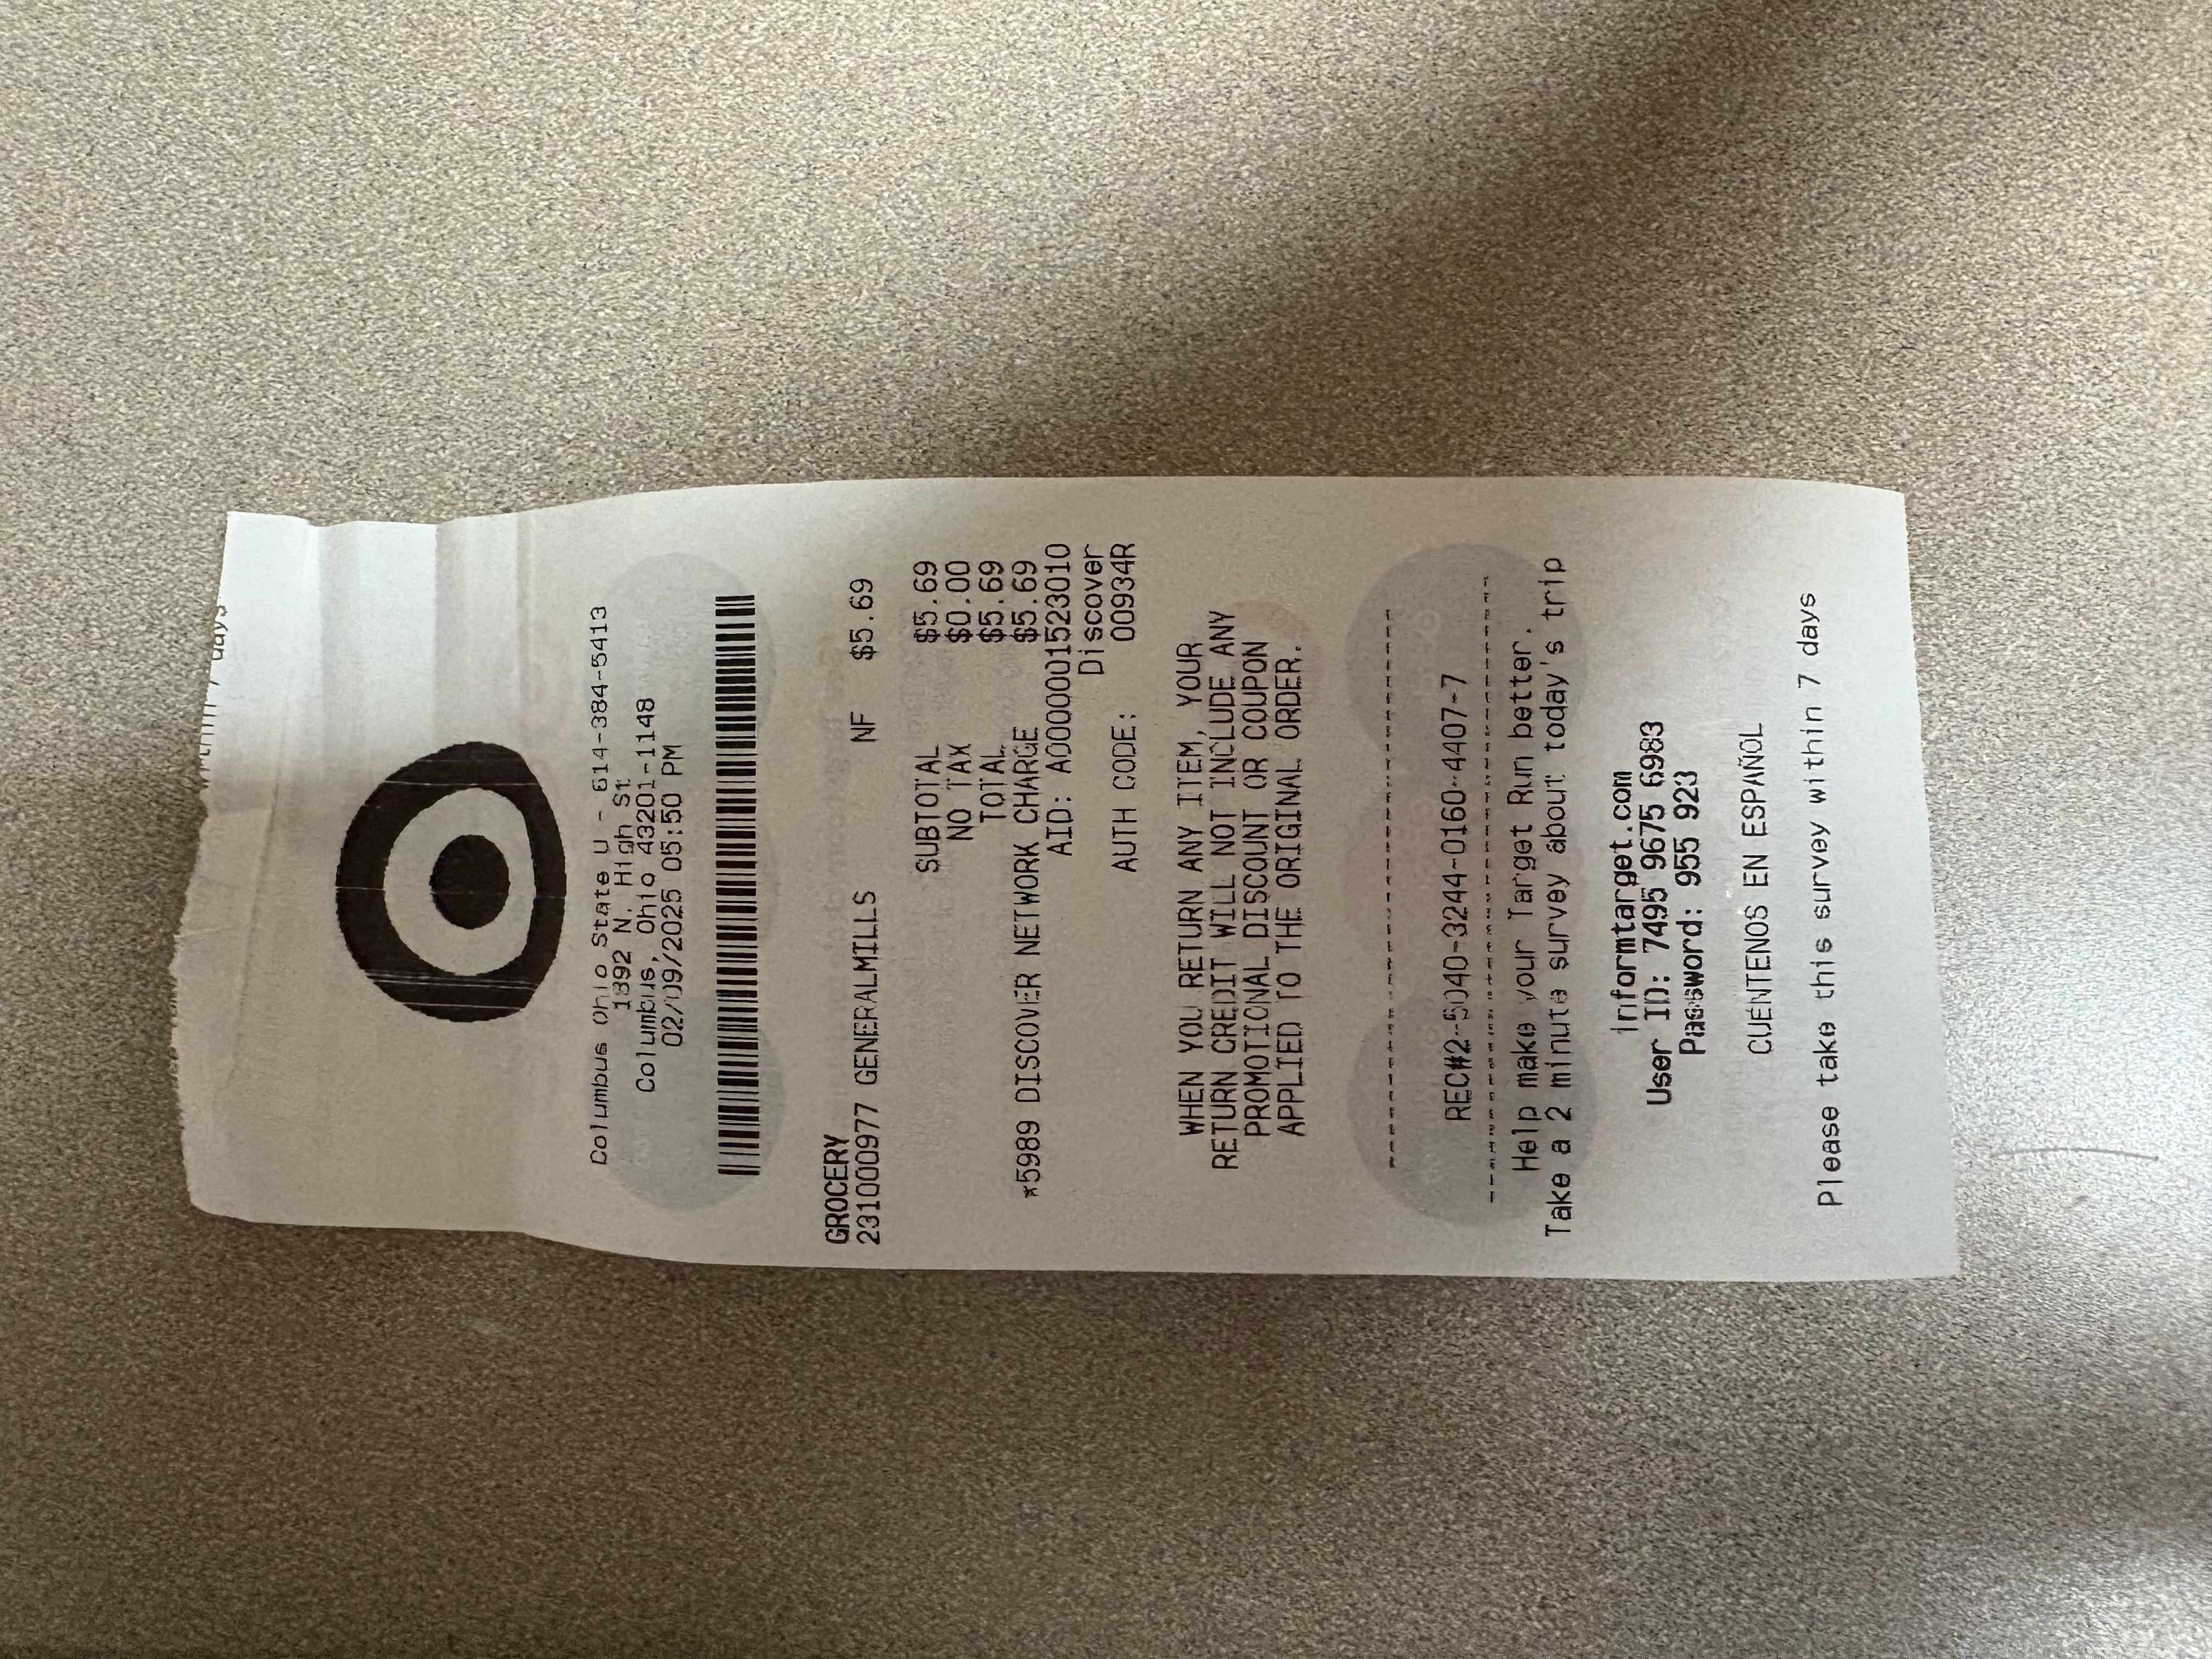 within 7 days
Columbus Ohio State U - 614-384-5413
1892 N. High St
Columbus, Ohio 43201-1148
02/09/2025 05:50 PM
GROCERY
231000977 GENERALMILLS NF $5.69
SUBTOTAL $5.69
NO TAX $0.00
TOTAL $5.69
*5989 DISCOVER NETWORK CHARGE $5.69
AID: A0000001523010
Discover
AUTH CODE: 00934R
WHEN YOU RETURN ANY ITEM, YOUR
RETURN CREDIT WILL NOT INCLUDE ANY
PROMOTIONAL DISCOUNT OR COUPON
APPLIED TO THE ORIGINAL ORDER.
REC#2-5040-3244-0160-4407-7
Help make your Target Run better.
Take a 2 minute survey about today's trip
informtarget.com
User ID: 7495 9675 6983
Password: 955 923
CUÉNTENOS EN ESPAÑOL
Please take this survey within 7 days